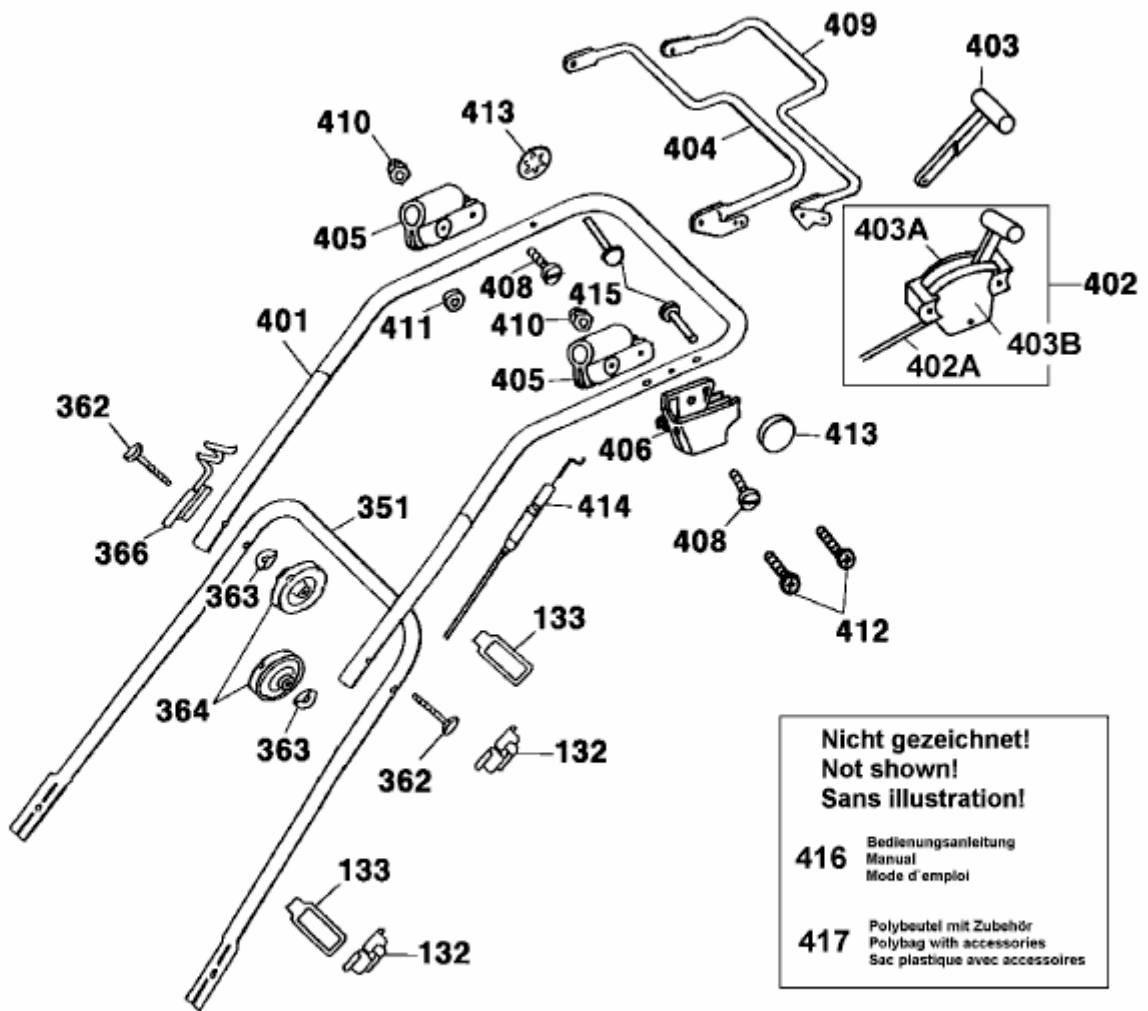 409
403
413
410
404
405
403A
402
408
415
411
410
401
403B
402A
405
362
406
413
351
414
366
408
363
133
412
364
363
362
132
133
132
Nicht gezeichnet!
Not shown!
Sans illustration!
416
Bedienungsanleitung
Manual
Mode d'emploi
417
Polybeutel mit Zubehör
Polybag with accessories
Sac plastique avec accessoires